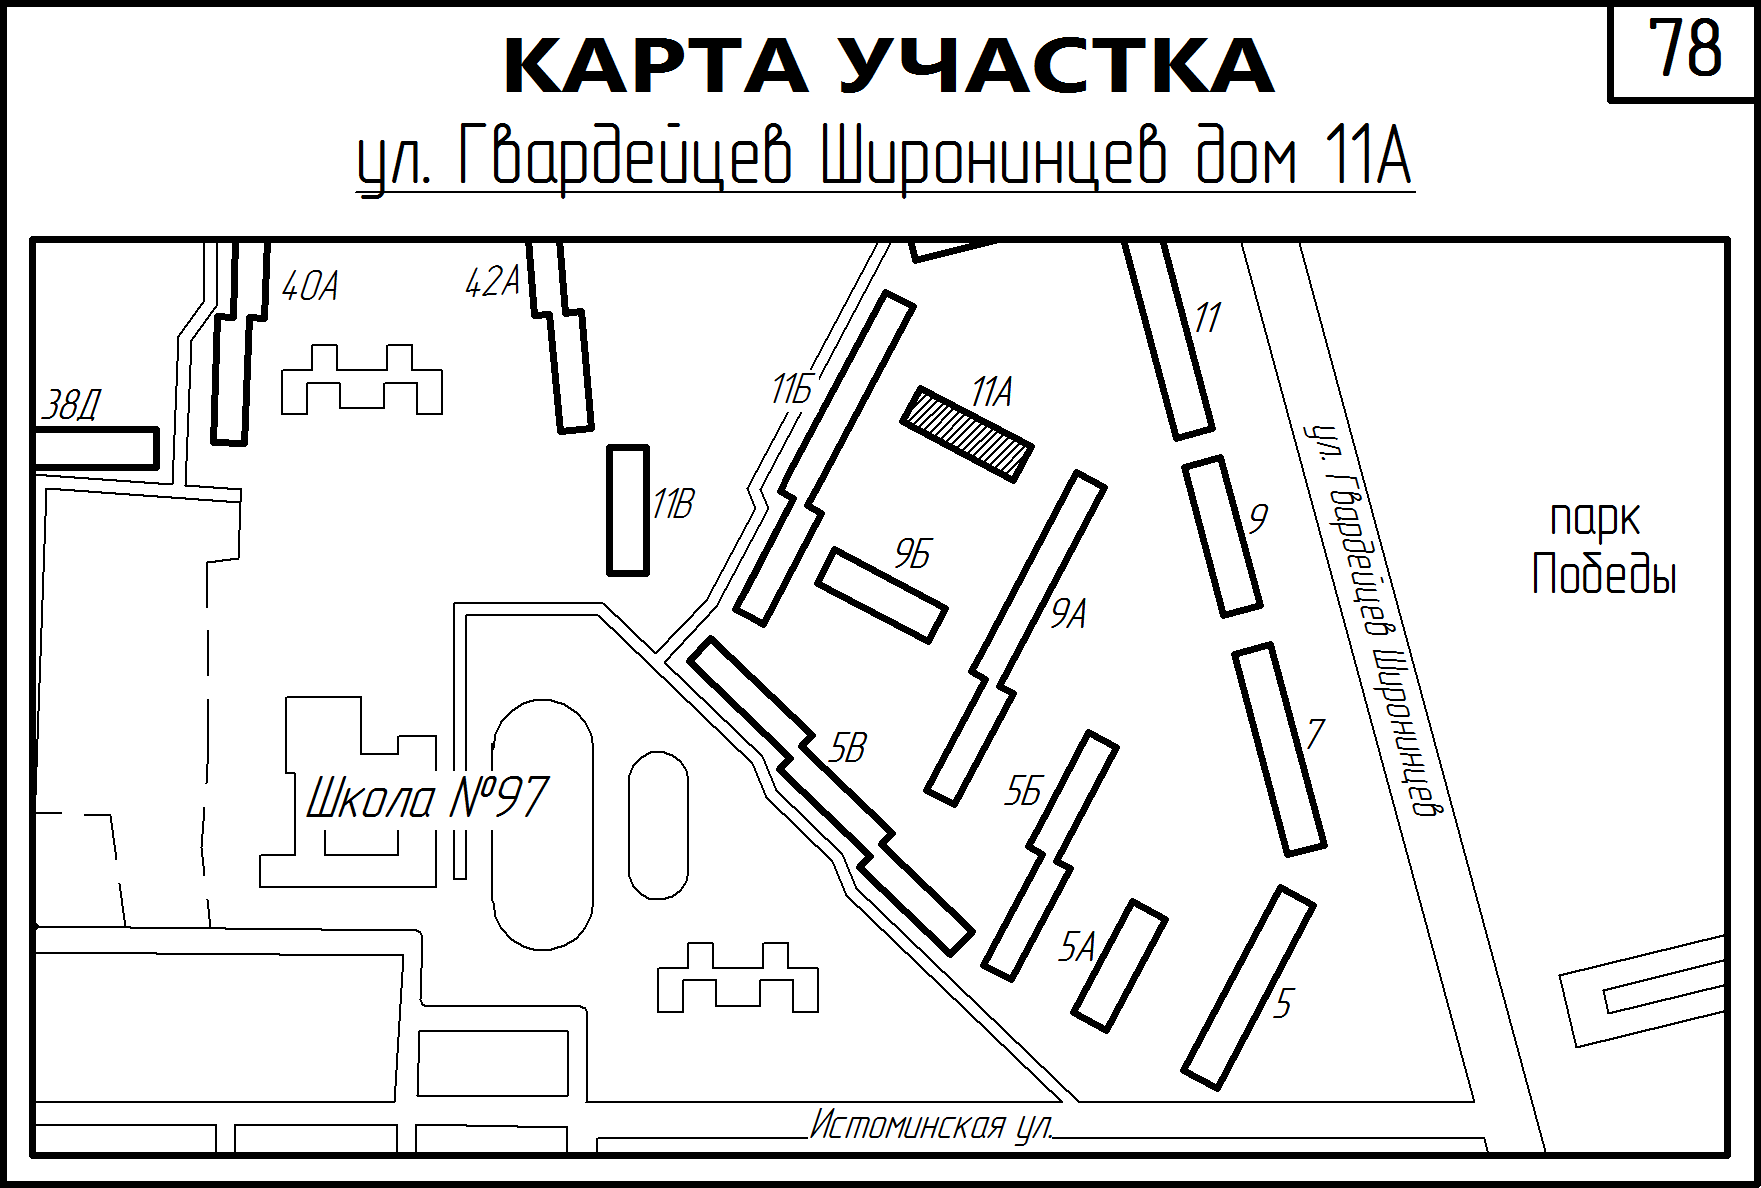 78
КАРТА УЧАСТКА
ул. Гвардейцев Широнинцев дом 11А
40А
42А
11
38Д
11Б
11А
11В
9
ул. Гвардейцев Широнинцев
парк
Победы
9Б
9А
7
5В
5Б
Школа №97
5А
5
Истоминская ул.